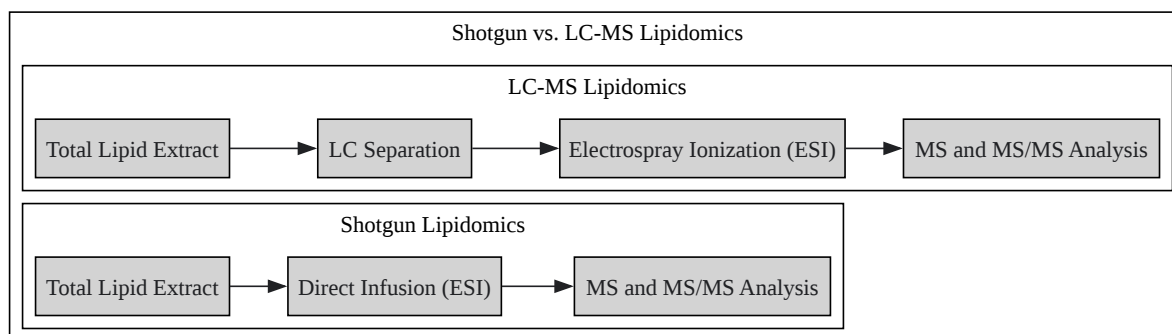 Shotgun vs. LC-MS Lipidomics
LC-MS Lipidomics
Total Lipid Extract
LC Separation
Electrospray Ionization (ESI)
MS and MS/MS Analysis
Shotgun Lipidomics
Total Lipid Extract
Direct Infusion (ESI)
MS and MS/MS Analysis